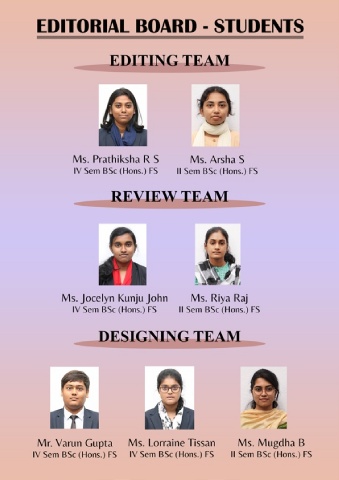 EDITORIAL BOARD - STUDENTS
EDITING TEAM
Ms. Prathiksha R S
IV Sem BSc (Hons.) FS
Ms. Arsha S
II Sem BSc (Hons.) FS
REVIEW TEAM
Ms. Jocelyn Kunju John
IV Sem BSc (Hons.) FS
Ms. Riya Raj
II Sem BSc (Hons.) FS
DESIGNING TEAM
Mr. Varun Gupta
IV Sem BSc (Hons.) FS
Ms. Lorraine Tissan
IV Sem BSc (Hons.) FS
Ms. Mugdha B
II Sem BSc (Hons.) FS